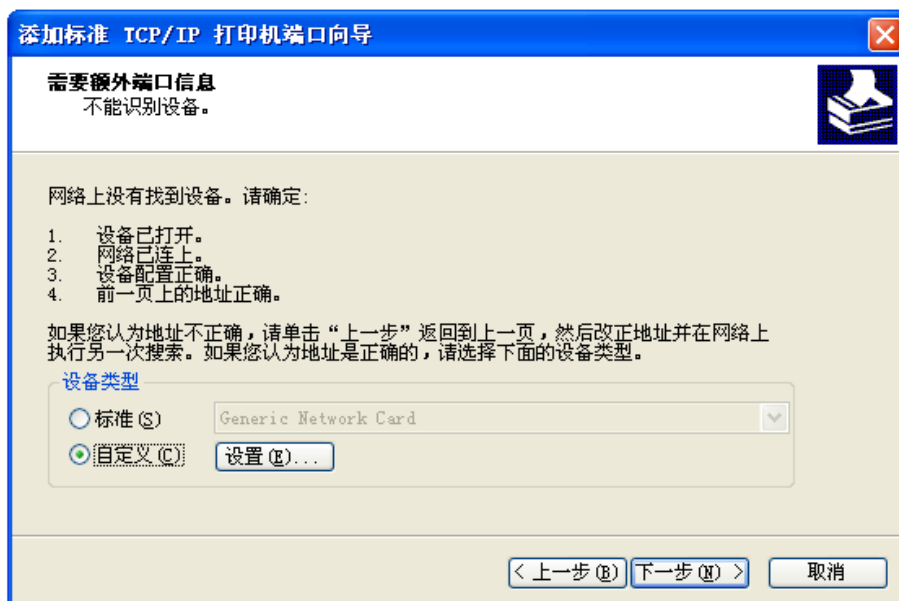 添加标准 TCP/IP 打印机端口向导
需要额外端口信息
不能识别设备。
网络上没有找到设备。请确定:
1. 设备已打开。
2. 网络已连上。
3. 设备配置正确。
4. 前一页上的地址正确。
如果您认为地址不正确，请单击“上一步”返回到上一页，然后改正地址并在网络上
执行另一次搜索。如果您认为地址是正确的，请选择下面的设备类型。
设备类型
标准(S) Generic Network Card
自定义(C) 设置(E)...
< 上一步(B) 下一步(N) > 取消